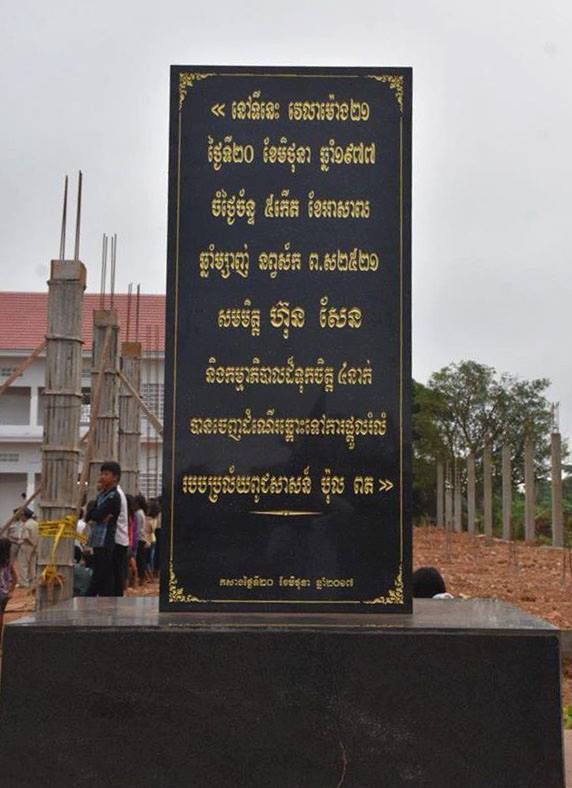 « នៅទីនេះ វេលាម៉ោង២១
ថ្ងៃទី២០ ខែមិថុនា ឆ្នាំ១៩៧៧
ចំថ្ងៃច័ន្ទ ៥កើត ខែអាសាឍ
ឆ្នាំម្សាញ់ នព្វស័ក ព.ស២៥២១
សមមិត្ត ហ៊ុន សែន
និងកម្មាភិបាលដ៏ទុកចិត្ត ៤នាក់
បានចេញដំណើរឆ្ពោះទៅការផ្តួលរំលំ
របបប្រល័យពូជសាសន៍ ប៉ុល ពត »
កសាងថ្ងៃទី២០ ខែមិថុនា ឆ្នាំ២០១៧